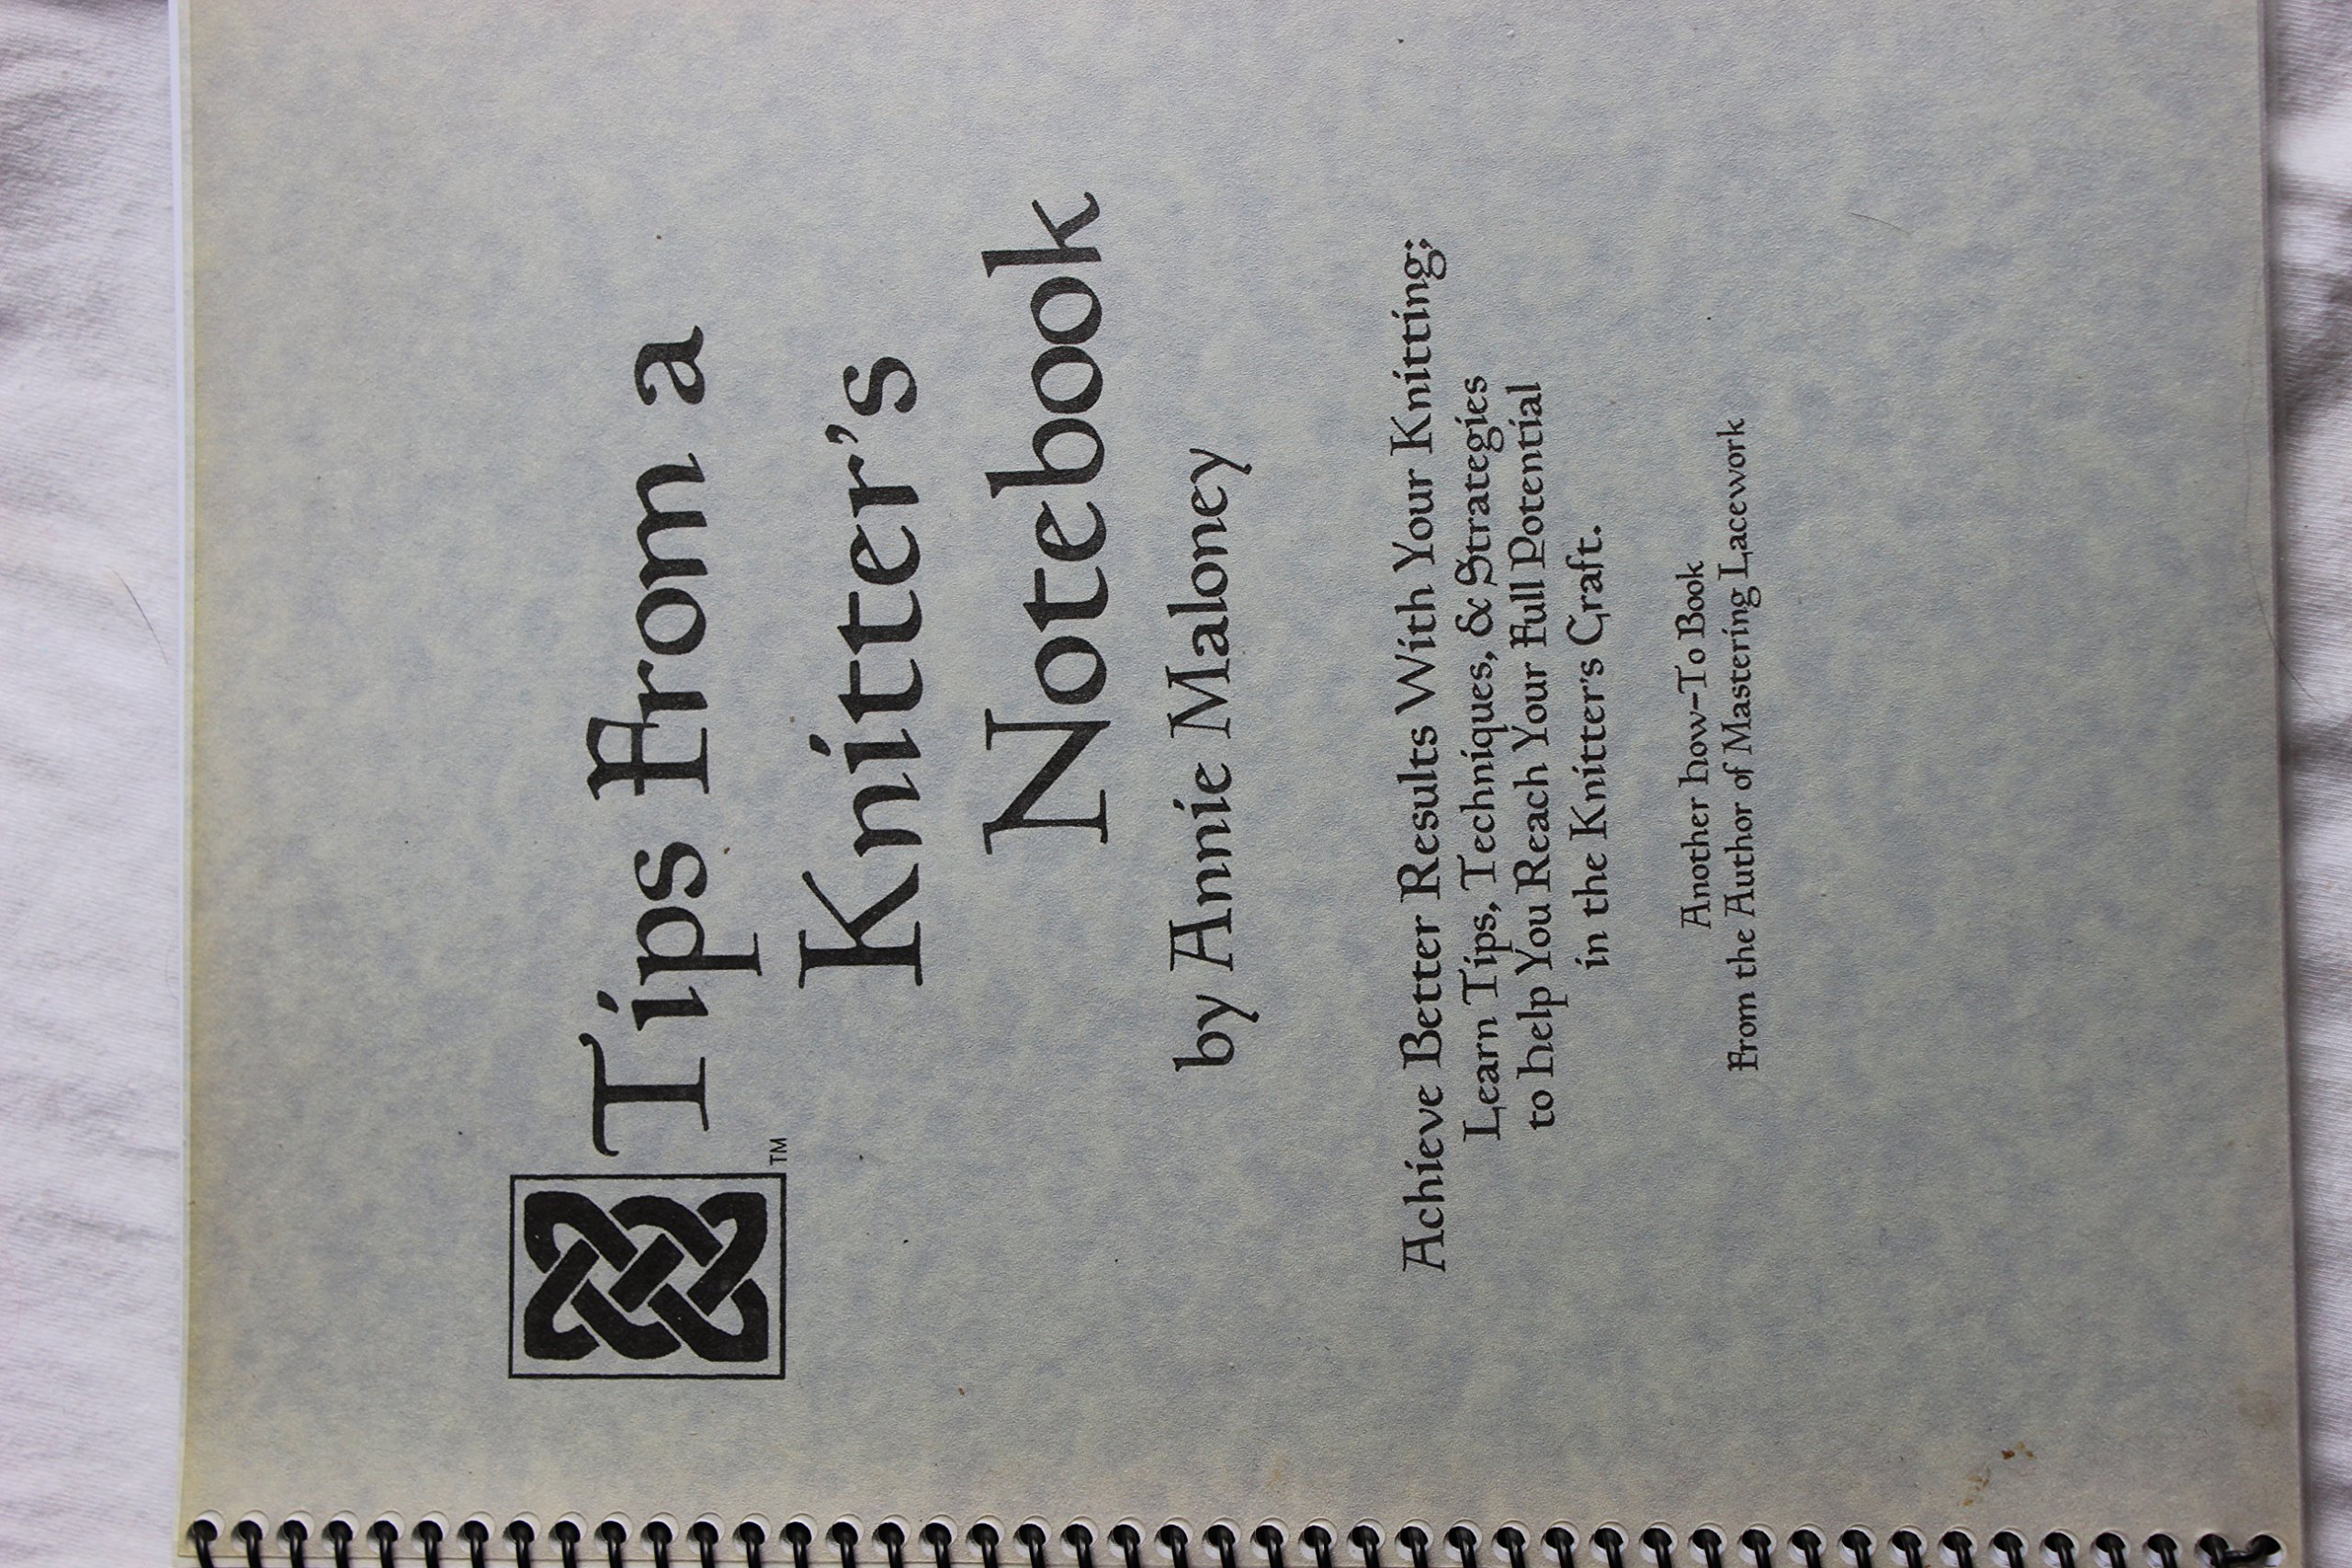 Tips From a
Knitter's
Notebook
TM
by Annie Maloney
Achieve Better Results With Your Knitting;
Learn Tips, Techniques, & Strategies
to help You Reach Your Full Potential
in the Knitter's Craft.
Another how-To Book
From the Author of Mastering Lacework